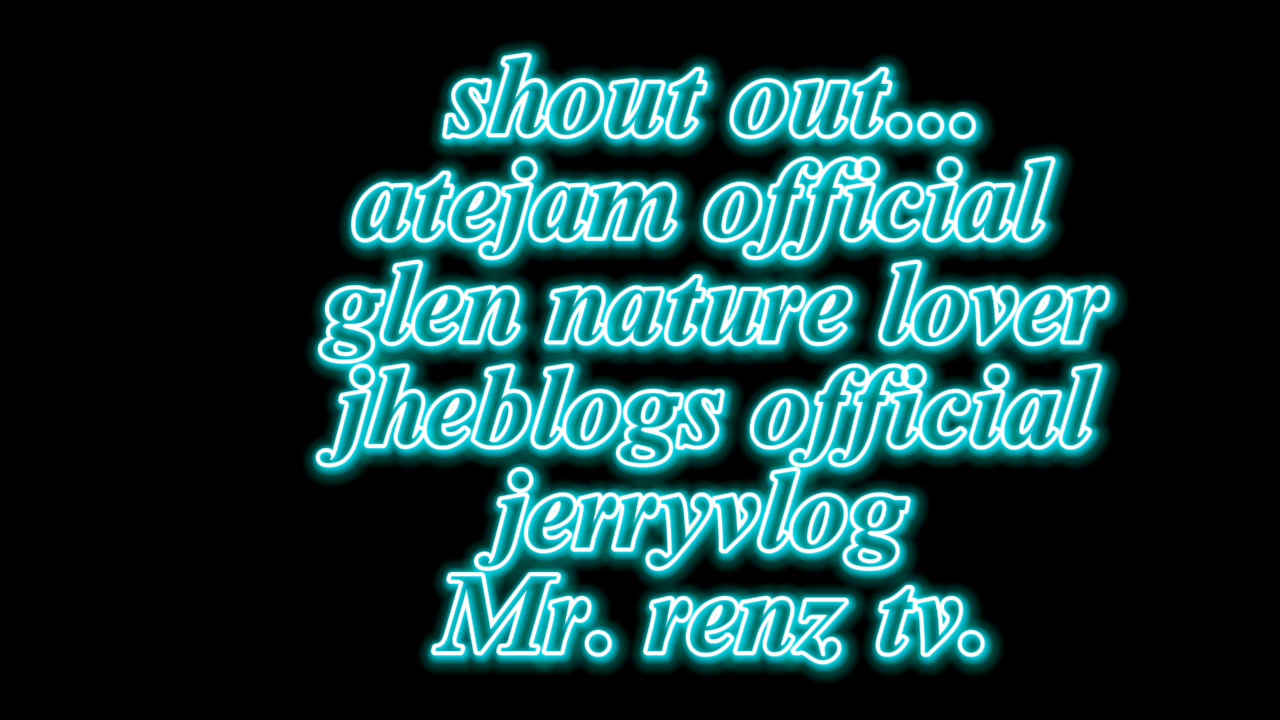 shout out...
atejam official
glen nature lover
jheblogs official
jerryvlog
Mr. renz tv.